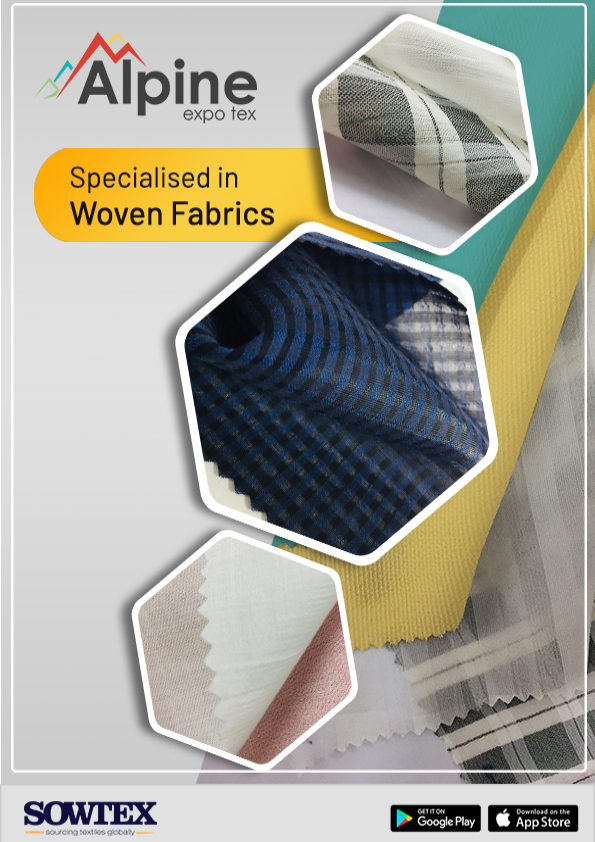 Alpine
expo tex
Specialised in
Woven Fabrics
SOWTEX
sourcing textiles globally
GET IT ON
Google Play
Download on the
App Store